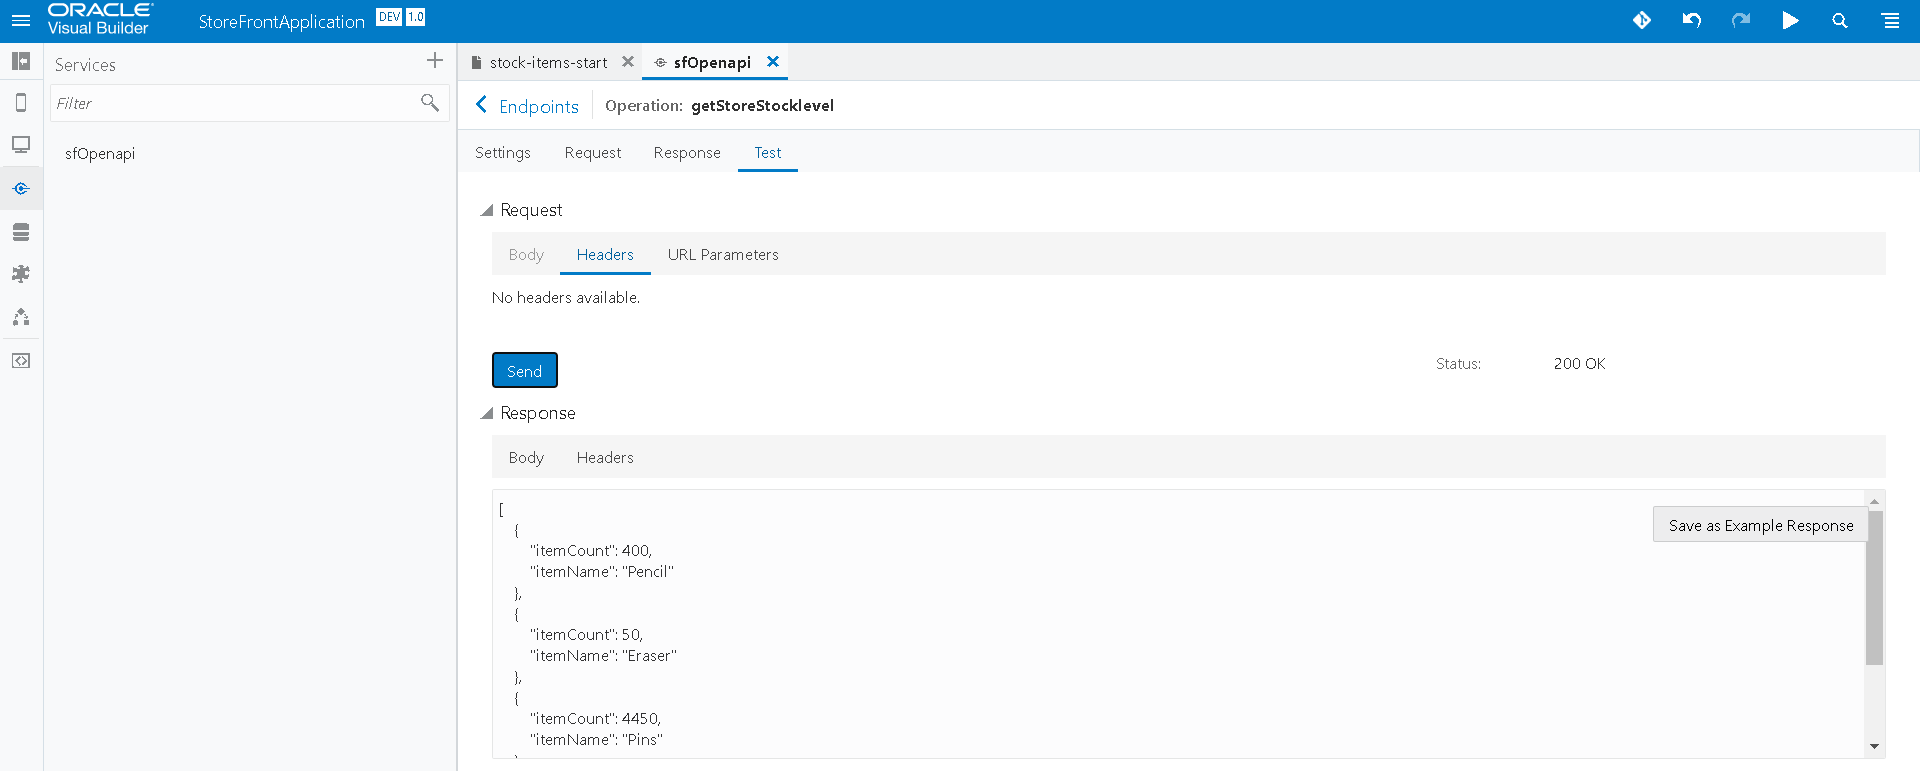 ORACLE
Visual Builder
StoreFrontApplication DEV 1.0
Services
Filter
sfOpenapi
stock-items-start
sfOpenapi
Endpoints
Operation: getStoreStocklevel
Settings Request Response Test
Request
Body Headers URL Parameters
No headers available.
Send
Status: 200 OK
Response
Body Headers
Save as Example Response
[
{
"itemCount": 400,
"itemName": "Pencil"
},
{
"itemCount": 50,
"itemName": "Eraser"
},
{
"itemCount": 4450,
"itemName": "Pins"